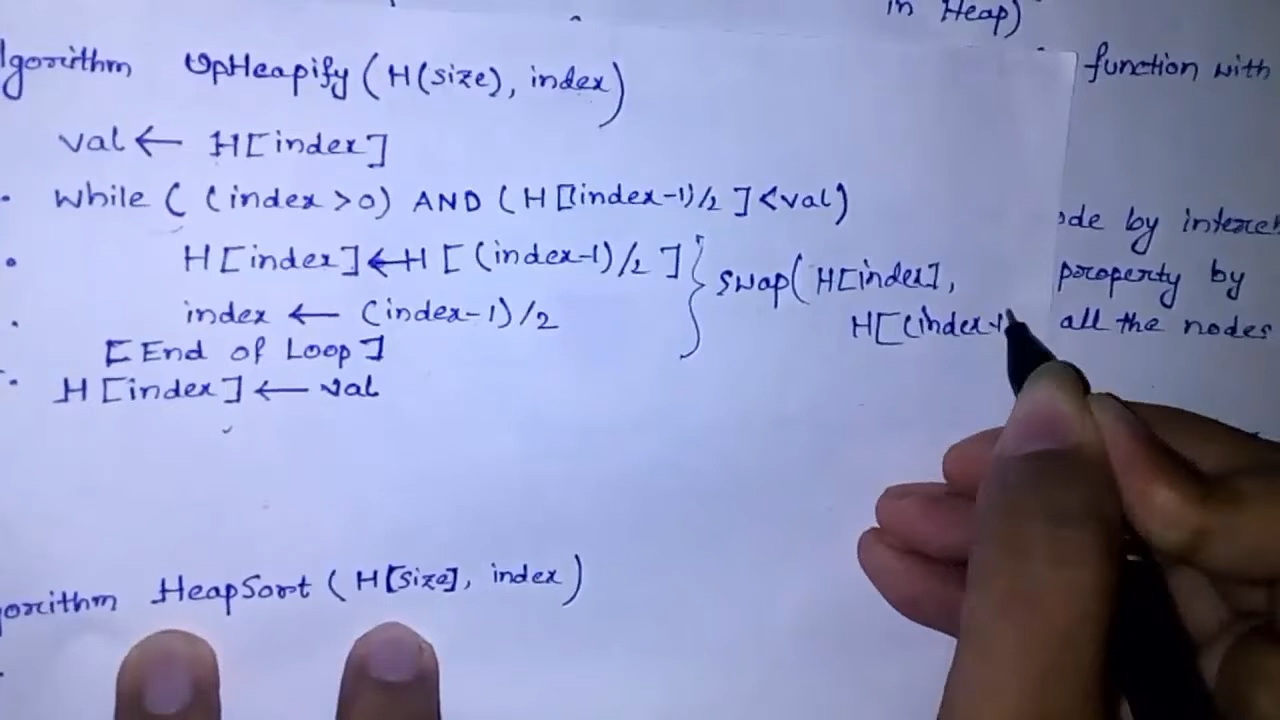 in Heap)
lgorithm UpHeapify (H(size), index)
function with
val ← H[index]
While ( (index >0) AND (H[(index-1)/2] <val)
ode by interch
H[index] ← H [(index-1)/2] } swap( H[index],
property by
index ← (index-1)/2
H[(index-1
all the nodes
[End of Loop]
H[index] ← val
gorithm HeapSort ( H[size], index)